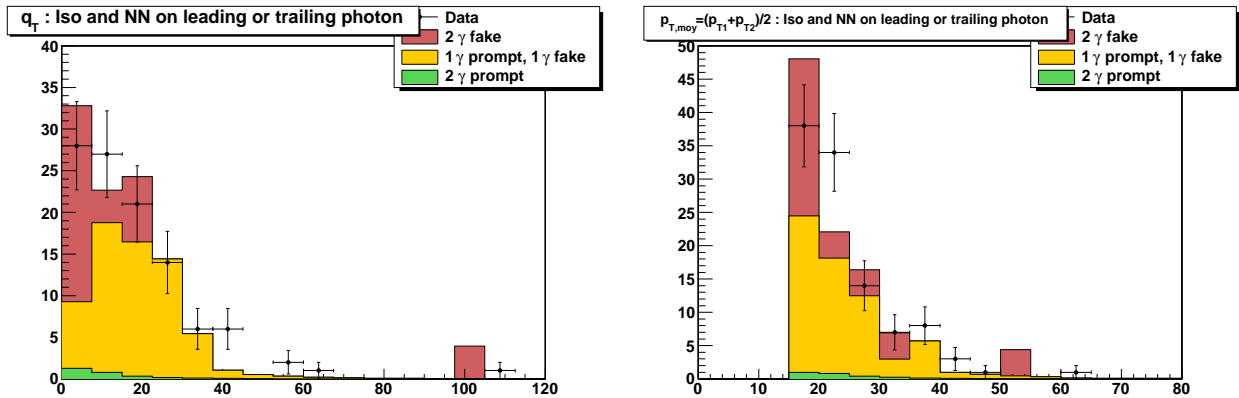 q_T : Iso and NN on leading or trailing photon
Data
2 γ fake
1 γ prompt, 1 γ fake
2 γ prompt
40
35
30
25
20
15
10
5
0
0 20 40 60 80 100 120
p_T,moy=(p_T1+p_T2)/2 : Iso and NN on leading or trailing photon
Data
2 γ fake
1 γ prompt, 1 γ fake
2 γ prompt
50
45
40
35
30
25
20
15
10
5
0
0 10 20 30 40 50 60 70 80